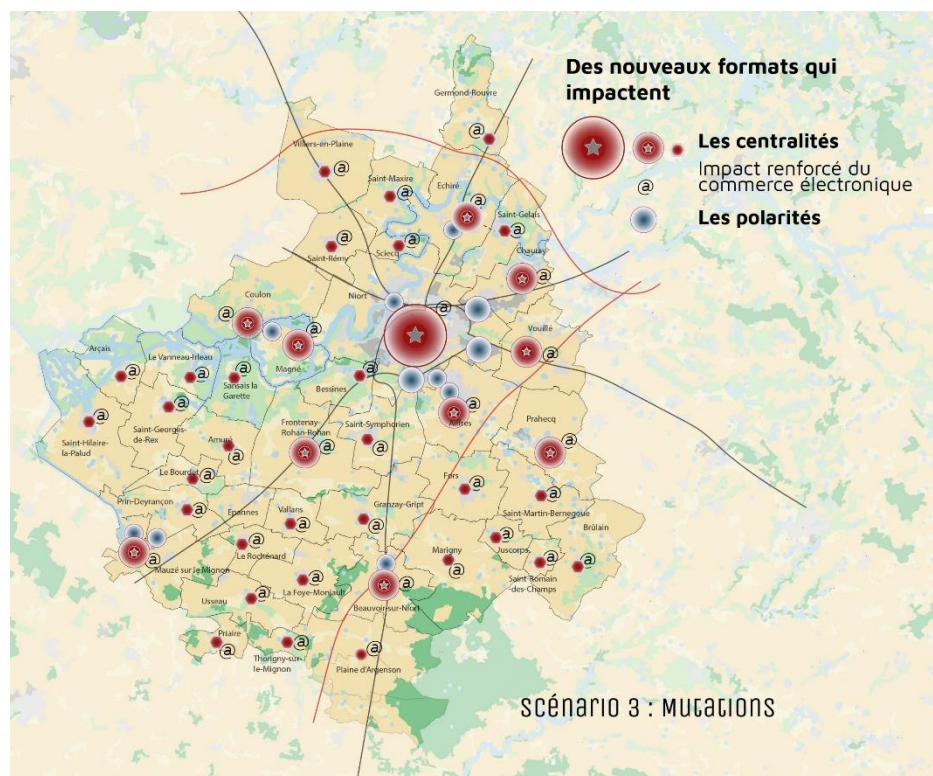 Des nouveaux formats qui
impactent
Les centralités
Impact renforcé du
@ commerce électronique
Les polarités
Germond-Rouvre
@
Villiers-en-Plaine
@
Saint-Maxire
@
Echiré
@
Saint-Gelais
@
Saint-Rémy
@
Sciecq
@
Chauray
@
Coulon
@
Niort
@
Magné
@
Vouillé
@
Arçais
@
Le Vanneau-Irleau
@
Sansais la
Garette
@
Bessines
@
Aiffres
@
Prahecq
@
Saint-Hilaire-
la-Palud
@
Saint-Georges-
de-Rex
@
Amuré
@
Frontenay-
Rohan-Rohan
@
Saint-Symphorien
@
Le Bourdet
@
Prin-Deyrançon
@
Epannes
Vallans
@
Granzay-Gript
@
Fors
@
Saint-Martin-Bernegoue
@
Brûlain
@
Mauzé sur le Mignon
@
Le Rochénard
@
Marigny
@
Juscorps
@
Saint-Romain
des-Champs
@
Usseau
@
La Foye-Monjault
@
Beauvoir-sur-Niort
@
Priaire
@
Thorigny-sur-
le-Mignon
@
Plaine d'Argenson
@
Scénario 3 : Mutations